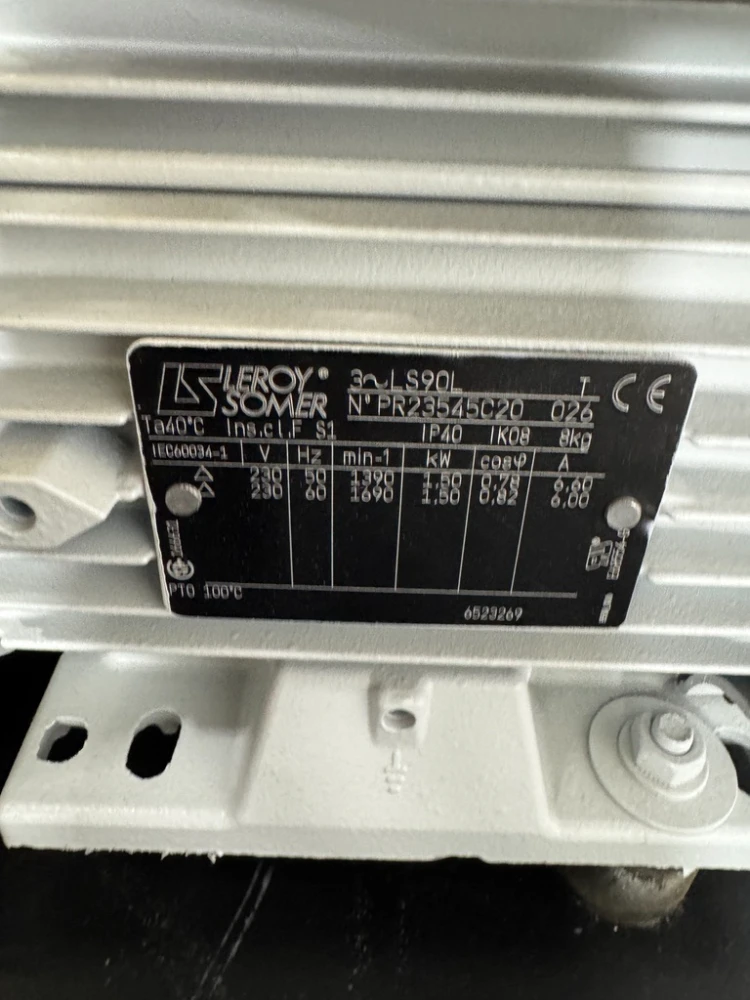 LEROY® SOMER
3~LS90L T
N° PR23545C20 026
CE
Ta40°C Ins.cl.F S1 IP40 IK08 8kg
IEC60034-1 V Hz min-1 kW cosφ A
△ 230 50 1390 1,50 0,78 6,60
△ 230 60 1690 1,50 0,82 6,00
PTO 100°C
6523269